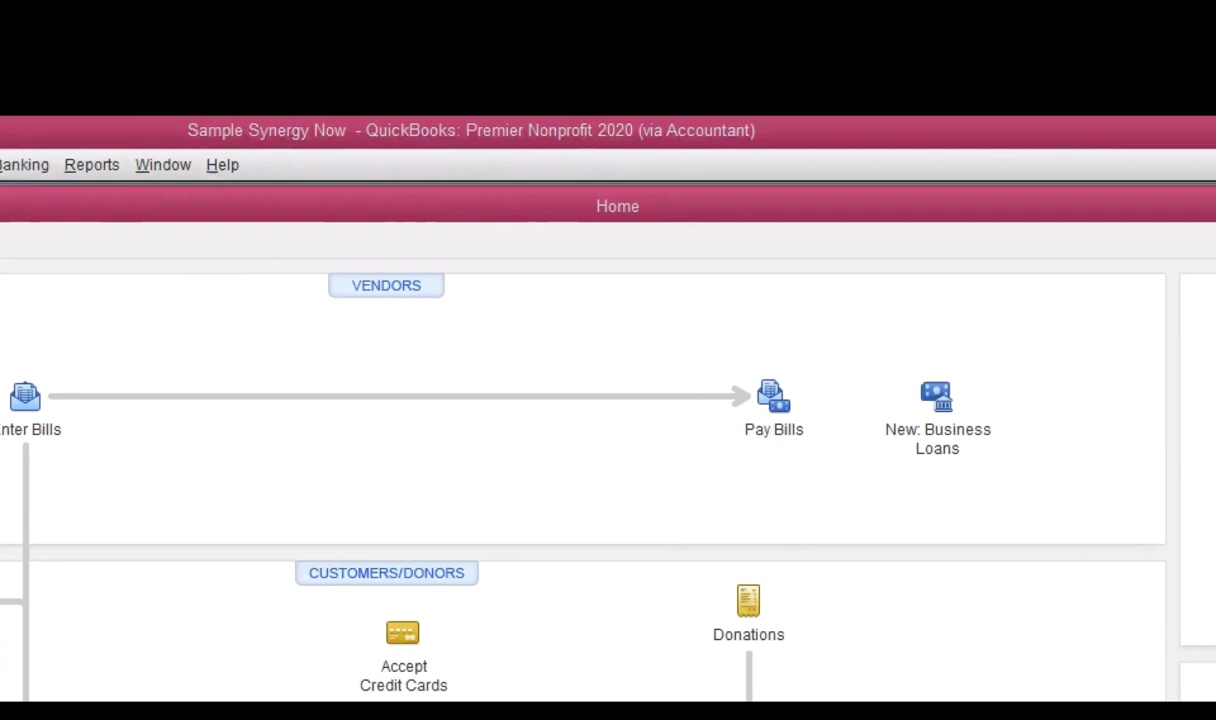 Sample Synergy Now - QuickBooks: Premier Nonprofit 2020 (via Accountant)
Banking Reports Window Help
Home
VENDORS
nter Bills
Pay Bills
New: Business
Loans
CUSTOMERS/DONORS
Donations
Accept
Credit Cards